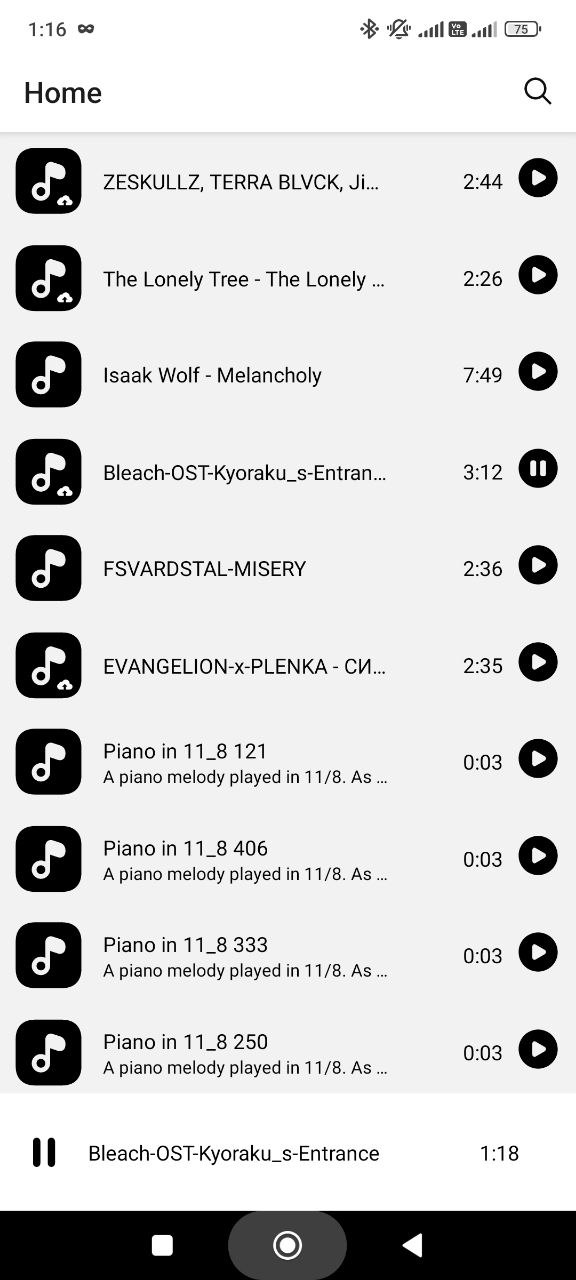 1:16
Vo LTE
75
Home
ZESKULLZ, TERRA BLVCK, Ji... 2:44
The Lonely Tree - The Lonely ... 2:26
Isaak Wolf - Melancholy 7:49
Bleach-OST-Kyoraku_s-Entran... 3:12
FSVARDSTAL-MISERY 2:36
EVANGELION-x-PLENKA - СИ... 2:35
Piano in 11_8 121
A piano melody played in 11/8. As ... 0:03
Piano in 11_8 406
A piano melody played in 11/8. As ... 0:03
Piano in 11_8 333
A piano melody played in 11/8. As ... 0:03
Piano in 11_8 250
A piano melody played in 11/8. As ... 0:03
Bleach-OST-Kyoraku_s-Entrance 1:18